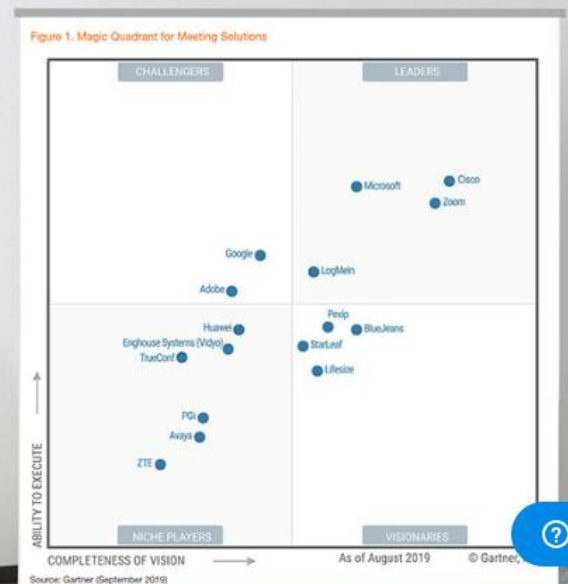 Figure 1. Magic Quadrant for Meeting Solutions
CHALLENGERS
LEADERS
Microsoft
Cisco
Zoom
Google
LogMeIn
Adobe
Pexip
Huawei
BlueJeans
Enghouse Systems (Vidyo)
StarLeaf
TrueConf
Lifesize
PGi
Avaya
ZTE
ABILITY TO EXECUTE
NICHE PLAYERS
VISIONARIES
COMPLETENESS OF VISION
As of August 2019
© Gartner,
Source: Gartner (September 2019)
?